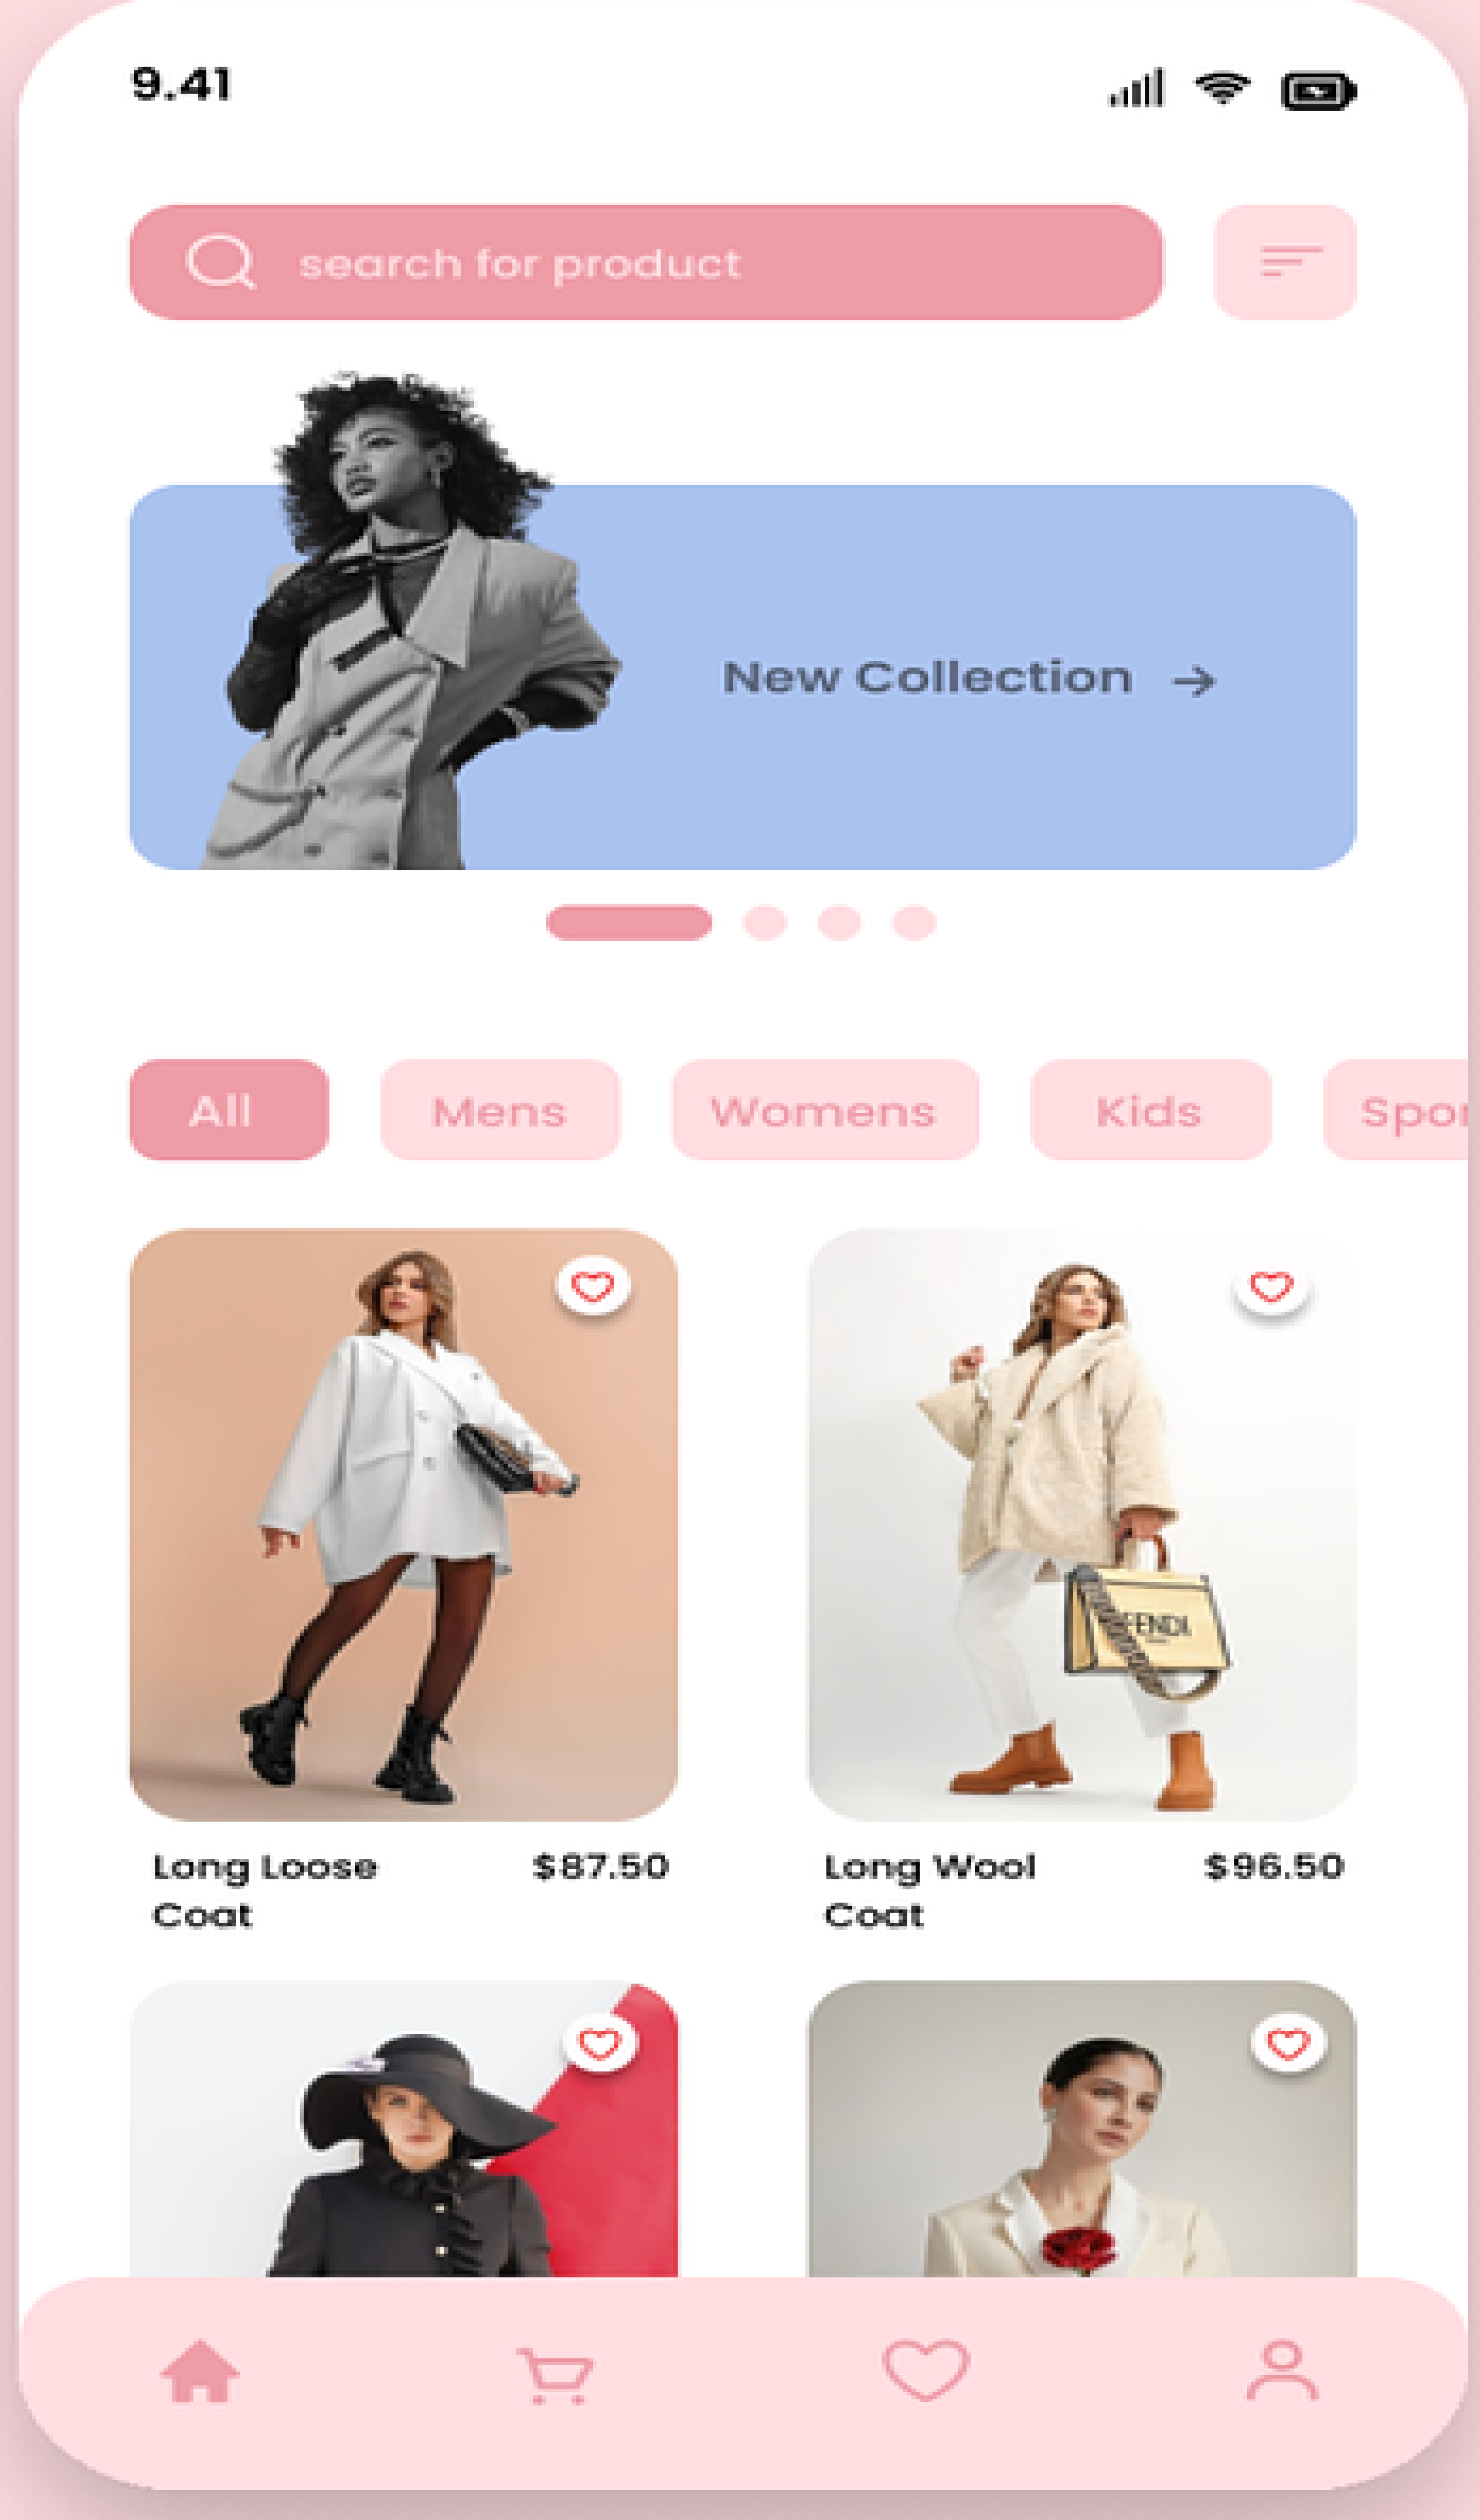 9.41
search for product
New Collection →
All Mens Womens Kids Spor
FENDI
Long Loose $87.50
Coat
Long Wool $96.50
Coat